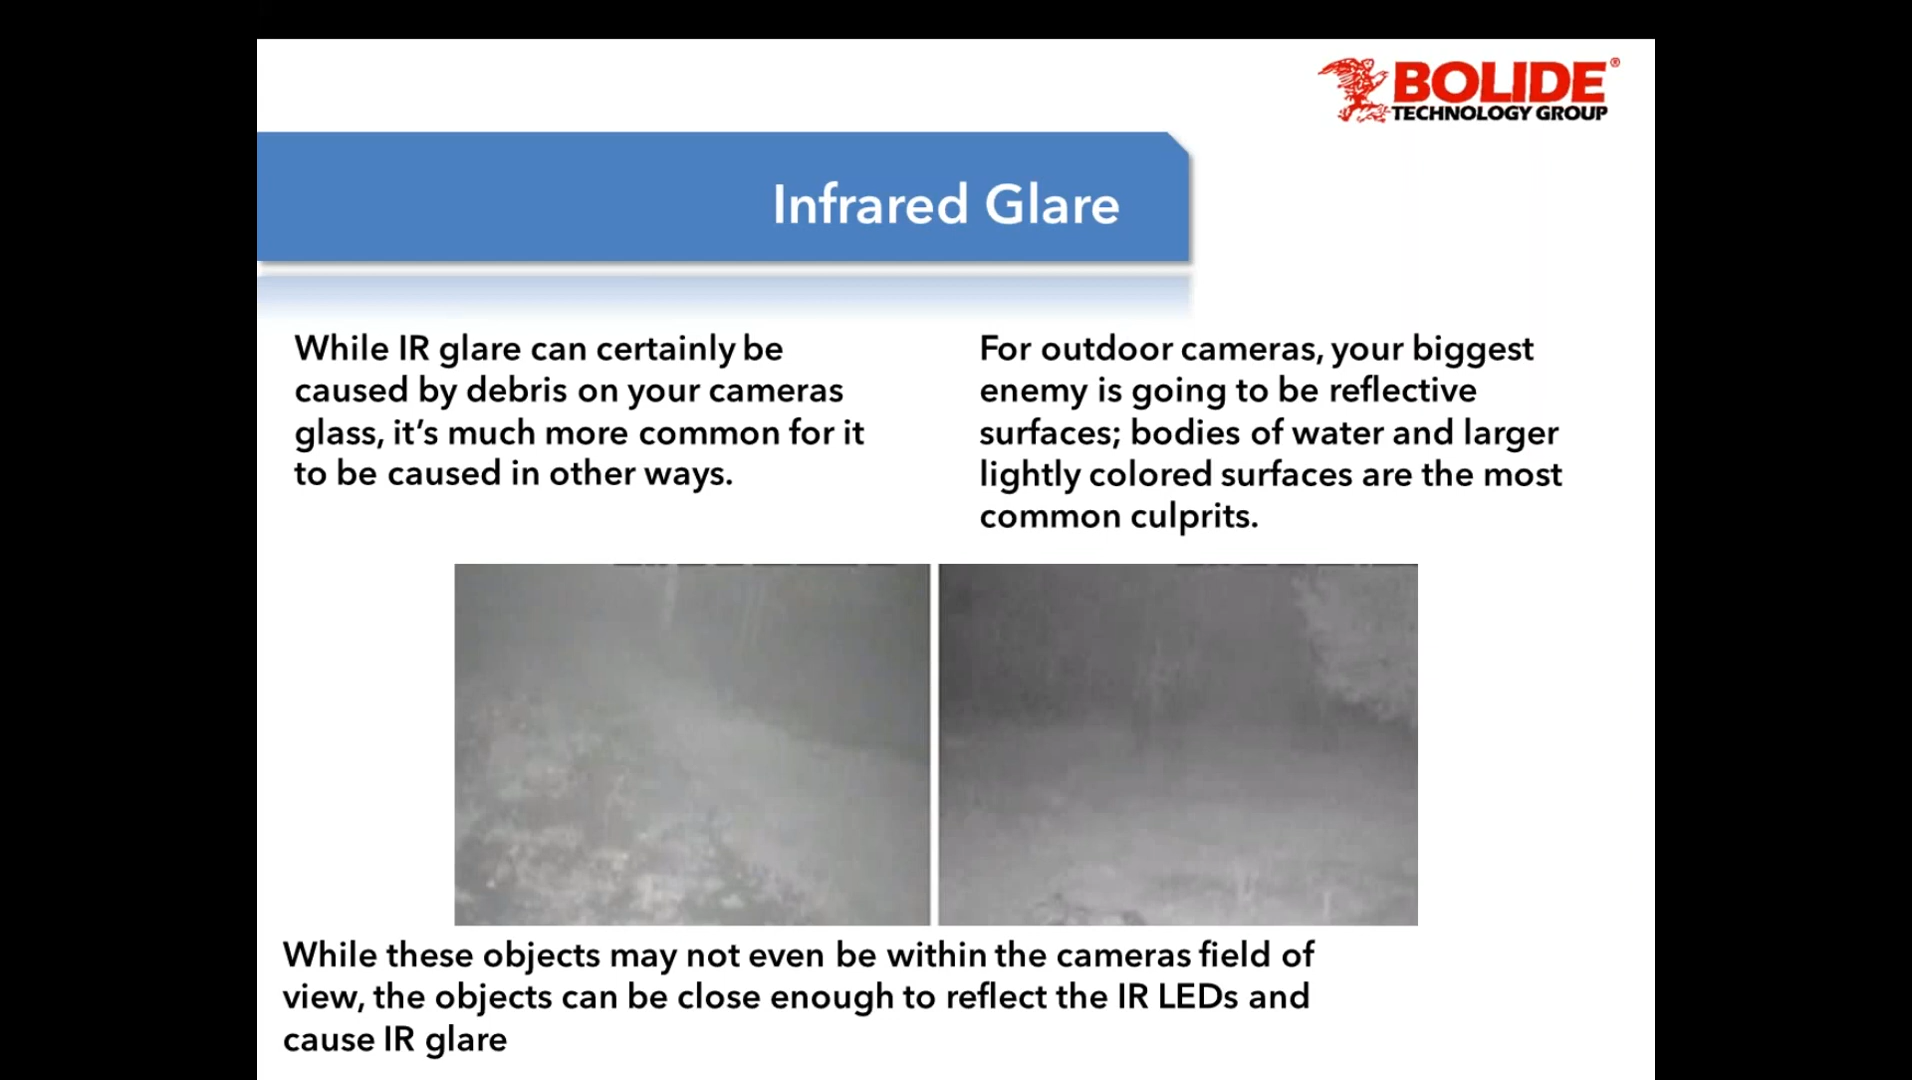 BOLIDE®
TECHNOLOGY GROUP
Infrared Glare
While IR glare can certainly be
caused by debris on your cameras
glass, it’s much more common for it
to be caused in other ways.
For outdoor cameras, your biggest
enemy is going to be reflective
surfaces; bodies of water and larger
lightly colored surfaces are the most
common culprits.
While these objects may not even be within the cameras field of
view, the objects can be close enough to reflect the IR LEDs and
cause IR glare